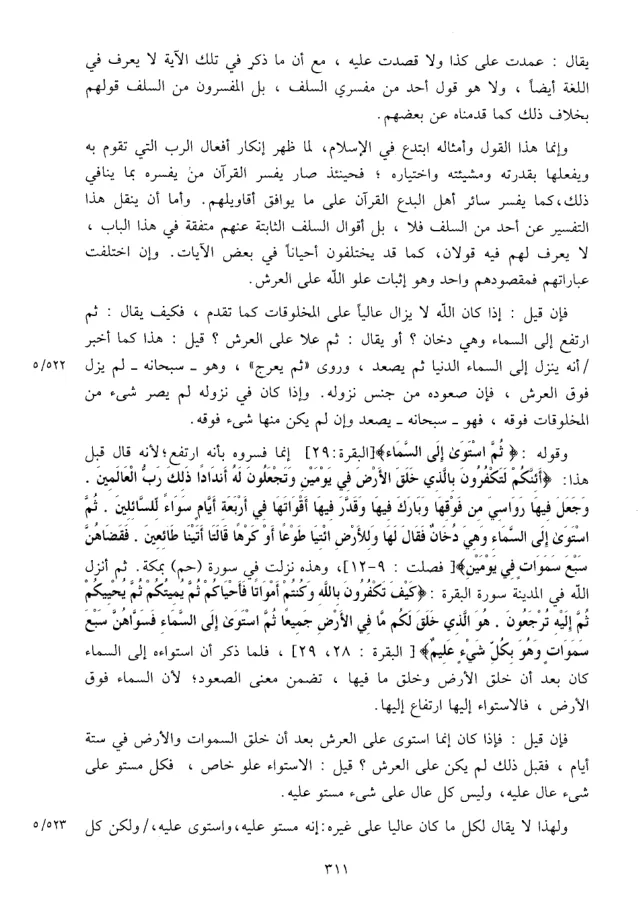 يقال : عمدت على كذا ولا قصدت عليه ، مع أن ما ذكر في تلك الآية لا يعرف في
اللغة أيضاً ، ولا هو قول أحد من مفسري السلف ، بل المفسرون من السلف قولهم
بخلاف ذلك كما قدمناه عن بعضهم.
وإنما هذا القول وأمثاله ابتدع في الإسلام، لما ظهر إنكار أفعال الرب التي تقوم به
ويفعلها بقدرته ومشيئته واختياره ؛ فحينئذ صار يفسر القرآن من يفسره بما ينافي
ذلك،كما يفسر سائر أهل البدع القرآن على ما يوافق أقاويلهم. وأما أن ينقل هذا
التفسير عن أحد من السلف فلا ، بل أقوال السلف الثابتة عنهم متفقة في هذا الباب ،
لا يعرف لهم فيه قولان، كما قد يختلفون أحياناً في بعض الآيات. وإن اختلفت
عباراتهم فمقصودهم واحد وهو إثبات علو الله على العرش.
فإن قيل : إذا كان الله لا يزال عالياً على المخلوقات كما تقدم ، فكيف يقال : ثم
ارتفع إلى السماء وهي دخان ؟ أو يقال : ثم علا على العرش ؟ قيل : هذا كما أخبر
/أنه ينزل إلى السماء الدنيا ثم يصعد ، وروى «ثم يعرج» ، وهو ـ سبحانه ـ لم يزل ٥/٥٢٢
فوق العرش ، فإن صعوده من جنس نزوله. وإذا كان في نزوله لم يصر شىء من
المخلوقات فوقه ، فهو ـ سبحانه ـ يصعد وإن لم يكن منها شىء فوقه.
وقوله : ﴿ ثُمَّ اسْتَوَىٰ إِلَى السَّمَاء﴾[البقرة:٢٩] إنما فسروه بأنه ارتفع؛لأنه قال قبل
هذا: ﴿أَئِنَّكُمْ لَتَكْفُرُونَ بِالَّذِي خَلَقَ الأَرْضَ فِي يَوْمَيْنِ وَتَجْعَلُونَ لَهُ أَندَادًا ذَلِكَ رَبُّ الْعَالَمِينَ .
وَجَعَلَ فِيهَا رَوَاسِيَ مِن فَوْقِهَا وَبَارَكَ فِيهَا وَقَدَّرَ فِيهَا أَقْوَاتَهَا فِي أَرْبَعَةِ أَيَّامٍ سَوَاءً لِّلسَّائِلِينَ . ثُمَّ
اسْتَوَىٰ إِلَى السَّمَاءِ وَهِيَ دُخَانٌ فَقَالَ لَهَا وَلِلأَرْضِ ائْتِيَا طَوْعًا أَوْ كَرْهًا قَالَتَا أَتَيْنَا طَائِعِينَ . فَقَضَاهُنَّ
سَبْعَ سَمَوَاتٍ فِي يَوْمَيْنِ﴾[ فصلت : ٩-١٢]، وهذه نزلت في سورة (حم) بمكة. ثم أنزل
الله في المدينة سورة البقرة :﴿كَيْفَ تَكْفُرُونَ بِاللَّهِ وَكُنتُمْ أَمْوَاتًا فَأَحْيَاكُمْ ثُمَّ يُمِيتُكُمْ ثُمَّ يُحْيِيكُمْ
ثُمَّ إِلَيْهِ تُرْجَعُونَ . هُوَ الَّذِي خَلَقَ لَكُم مَّا فِي الأَرْضِ جَمِيعًا ثُمَّ اسْتَوَىٰ إِلَى السَّمَاءِ فَسَوَّاهُنَّ سَبْعَ
سَمَوَاتٍ وَهُوَ بِكُلِّ شَيْءٍ عَلِيمٌ﴾ [ البقرة : ٢٨، ٢٩] ، فلما ذكر أن استواءه إلى السماء
كان بعد أن خلق الأرض وخلق ما فيها ، تضمن معنى الصعود؛ لأن السماء فوق
الأرض ، فالاستواء إليها ارتفاع إليها.
فإن قيل : فإذا كان إنما استوى على العرش بعد أن خلق السموات والأرض في ستة
أيام ، فقبل ذلك لم يكن على العرش ؟ قيل : الاستواء علو خاص ، فكل مستو على
شىء عال عليه، وليس كل عال على شىء مستو عليه.
ولهذا لا يقال لكل ما كان عاليا على غيره:إنه مستو عليه،واستوى عليه،/ولكن كل ٥/٥٢٣
٣١١